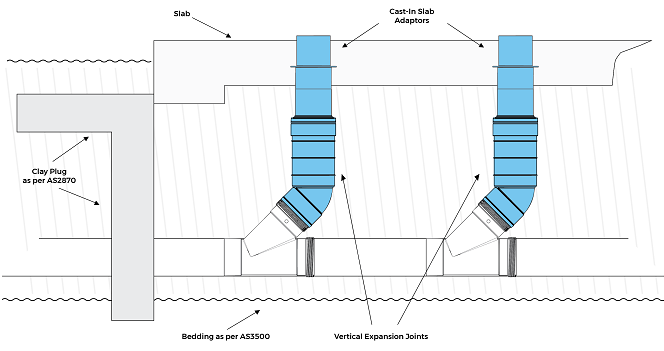 Slab
Cast-In Slab
Adaptors
Clay Plug
as per AS2870
Bedding as per AS3500
Vertical Expansion Joints